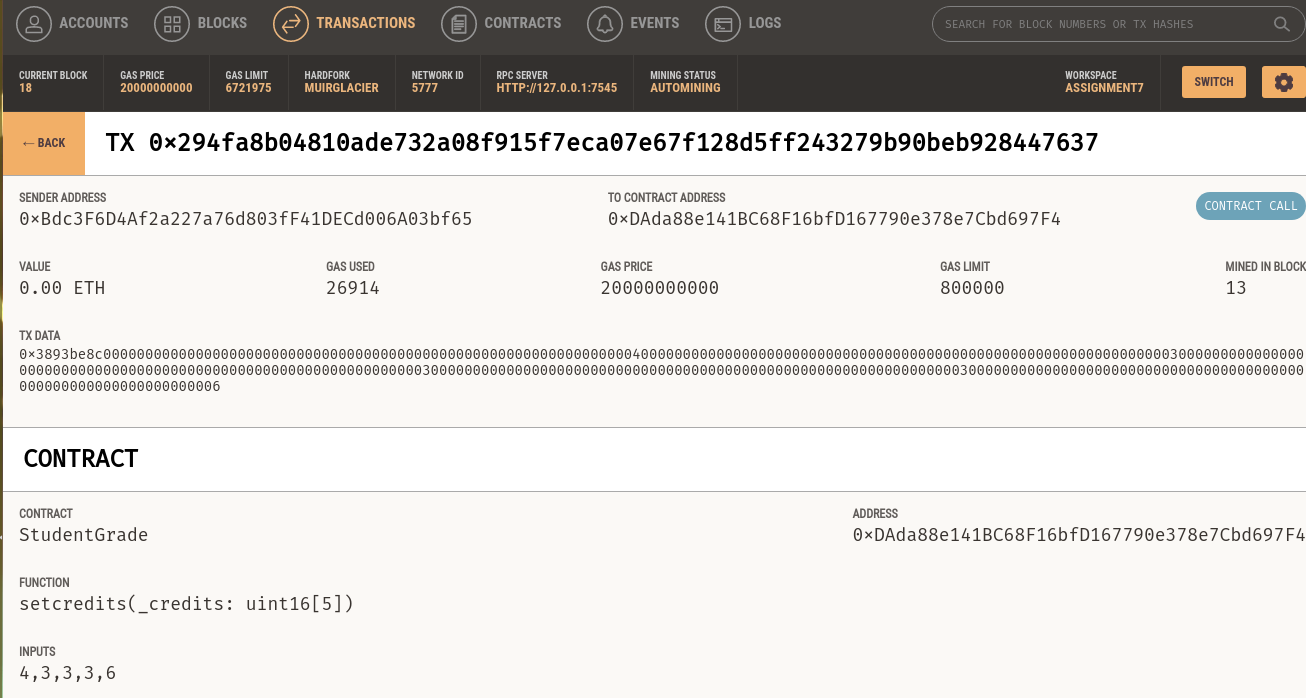 ACCOUNTS BLOCKS TRANSACTIONS CONTRACTS EVENTS LOGS SEARCH FOR BLOCK NUMBERS OR TX HASHES
CURRENT BLOCK GAS PRICE GAS LIMIT HARDFORK NETWORK ID RPC SERVER MINING STATUS WORKSPACE
18 20000000000 6721975 MUIRGLACIER 5777 HTTP://127.0.0.1:7545 AUTOMINING ASSIGNMENT7 SWITCH
← BACK TX 0×294fa8b04810ade732a08f915f7eca07e67f128d5ff243279b90beb928447637
SENDER ADDRESS TO CONTRACT ADDRESS
0×Bdc3F6D4Af2a227a76d803fF41DECd006A03bf65 0×DAda88e141BC68F16bfD167790e378e7Cbd697F4 CONTRACT CALL
VALUE GAS USED GAS PRICE GAS LIMIT MINED IN BLOCK
0.00 ETH 26914 20000000000 800000 13
TX DATA
0×3893be8c00000000000000000000000000000000000000000000000000000000000000040000000000000000000000000000000000000000000000000000000000000003000000000000000
000000000000000000000000000000000000000000000000300000000000000000000000000000000000000000000000000000000000000030000000000000000000000000000000000000000
000000000000000000000006
CONTRACT
CONTRACT ADDRESS
StudentGrade 0×DAda88e141BC68F16bfD167790e378e7Cbd697F4
FUNCTION
setcredits(_credits: uint16[5])
INPUTS
4,3,3,3,6